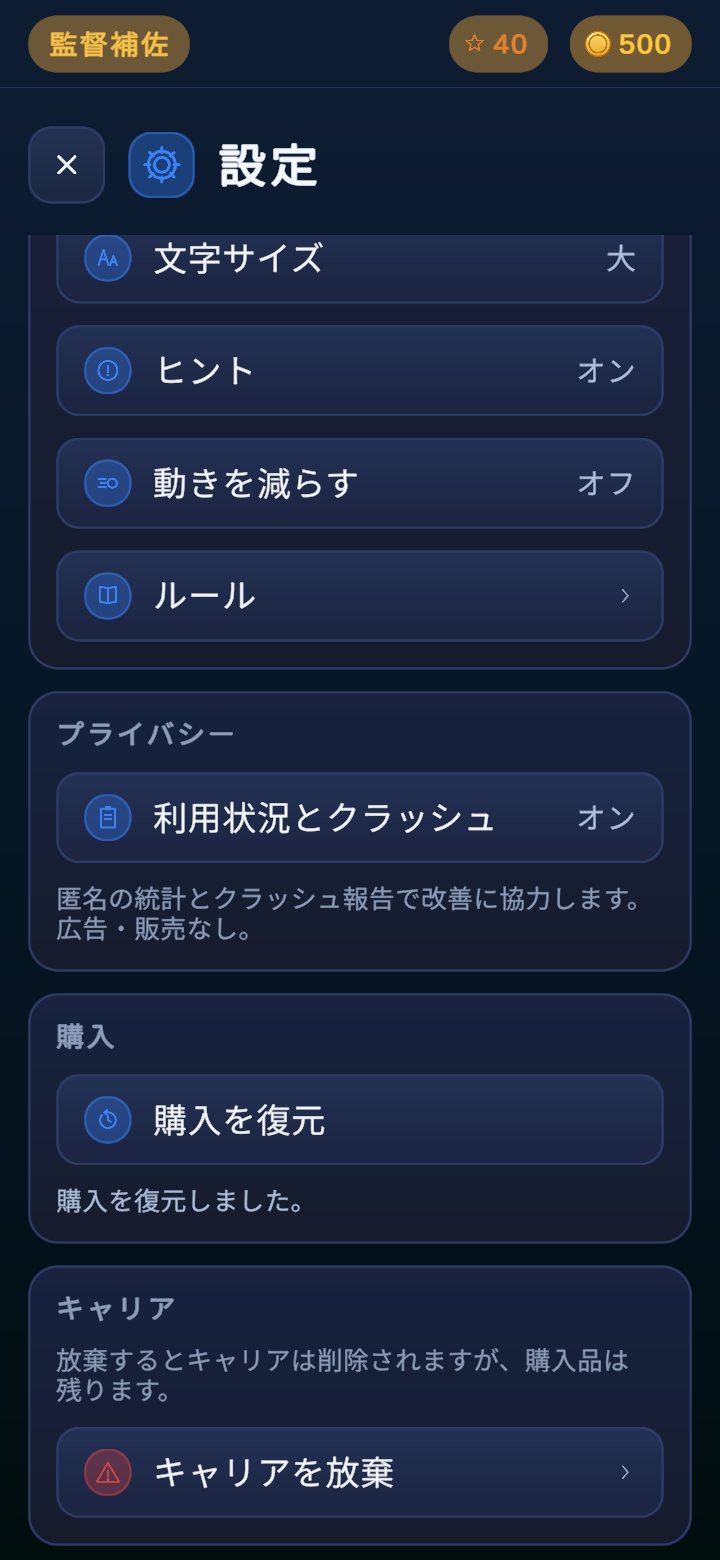 監督補佐
☆ 40
500
設定
文字サイズ
大
ヒント
オン
動きを減らす
オフ
ルール
プライバシー
利用状況とクラッシュ
オン
匿名の統計とクラッシュ報告で改善に協力します。
広告・販売なし。
購入
購入を復元
購入を復元しました。
キャリア
放棄するとキャリアは削除されますが、購入品は
残ります。
キャリアを放棄